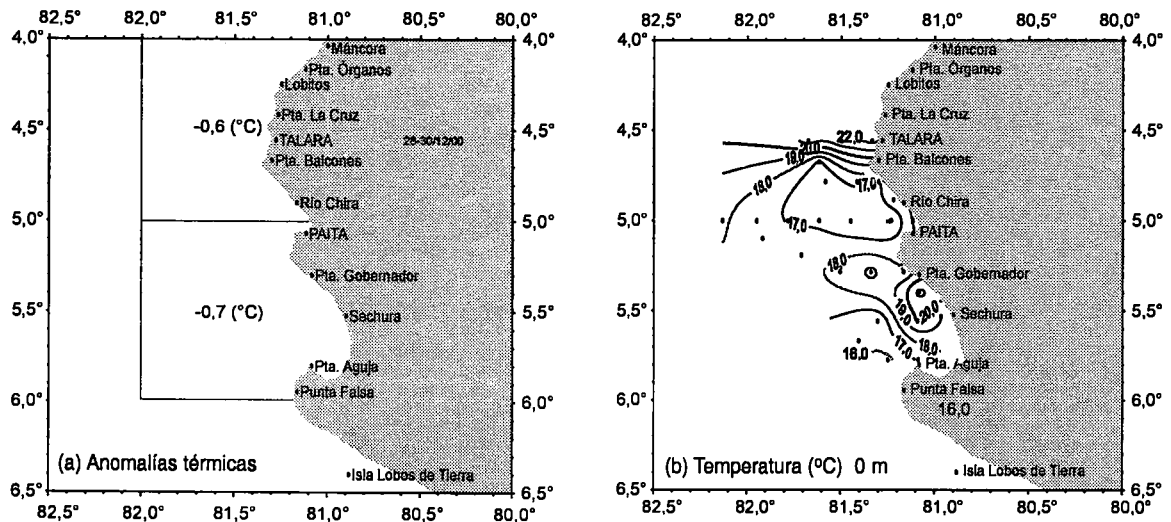 82,5° 82,0° 81,5° 81,0° 80,5° 80,0°
4,0° 4,0°
Máncora
Pta. Órganos
Lobitos
Pta. La Cruz
-0,6 (°C)
4,5° 4,5°
TALARA
28-30/12/00
Pta. Balcones
Rio Chira
5,0° 5,0°
PAITA
Pta. Gobernador
-0,7 (°C)
5,5° 5,5°
Sechura
Pta. Aguja
Punta Falsa
6,0° 6,0°
(a) Anomalías térmicas
Isla Lobos de Tierra
6,5° 6,5°
82,5° 82,0° 81,5° 81,0° 80,5° 80,0°
82,5° 82,0° 81,5° 81,0° 80,5° 80,0°
4,0° 4,0°
Máncora
Pta. Órganos
Lobitos
Pta. La Cruz
4,5° 4,5°
22,0
TALARA
20,0
19,0
Pta. Balcones
18,0
17,0
Rio Chira
5,0° 5,0°
17,0
PAITA
18,0
Pta. Gobernador
5,5° 5,5°
19,0
20,0
Sechura
17,0
18,0
16,0
Pta. Aguja
Punta Falsa
6,0° 6,0°
16,0
(b) Temperatura (°C) 0 m
Isla Lobos de Tierra
6,5° 6,5°
82,5° 82,0° 81,5° 81,0° 80,5° 80,0°